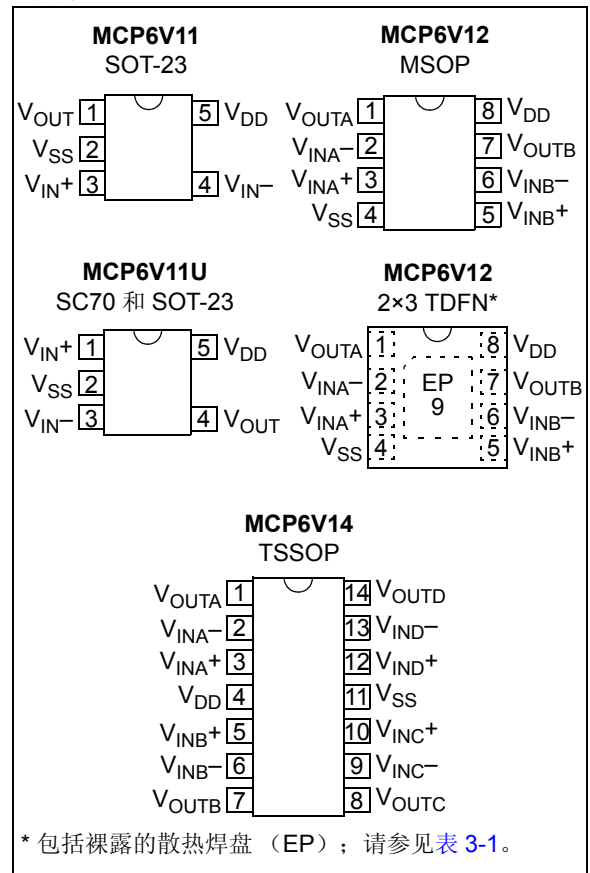 MCP6V11
SOT-23
VOUT 1 5 VDD
VSS 2
VIN+ 3 4 VIN–
MCP6V12
MSOP
VOUTA 1 8 VDD
VINA– 2 7 VOUTB
VINA+ 3 6 VINB–
VSS 4 5 VINB+
MCP6V11U
SC70 和 SOT-23
VIN+ 1 5 VDD
VSS 2
VIN– 3 4 VOUT
MCP6V12
2×3 TDFN*
VOUTA 1 8 VDD
VINA– 2 EP 7 VOUTB
VINA+ 3 9 6 VINB–
VSS 4 5 VINB+
MCP6V14
TSSOP
VOUTA 1 14 VOUTD
VINA– 2 13 VIND–
VINA+ 3 12 VIND+
VDD 4 11 VSS
VINB+ 5 10 VINC+
VINB– 6 9 VINC–
VOUTB 7 8 VOUTC
* 包括裸露的散热焊盘 （EP）；请参见表 3-1。